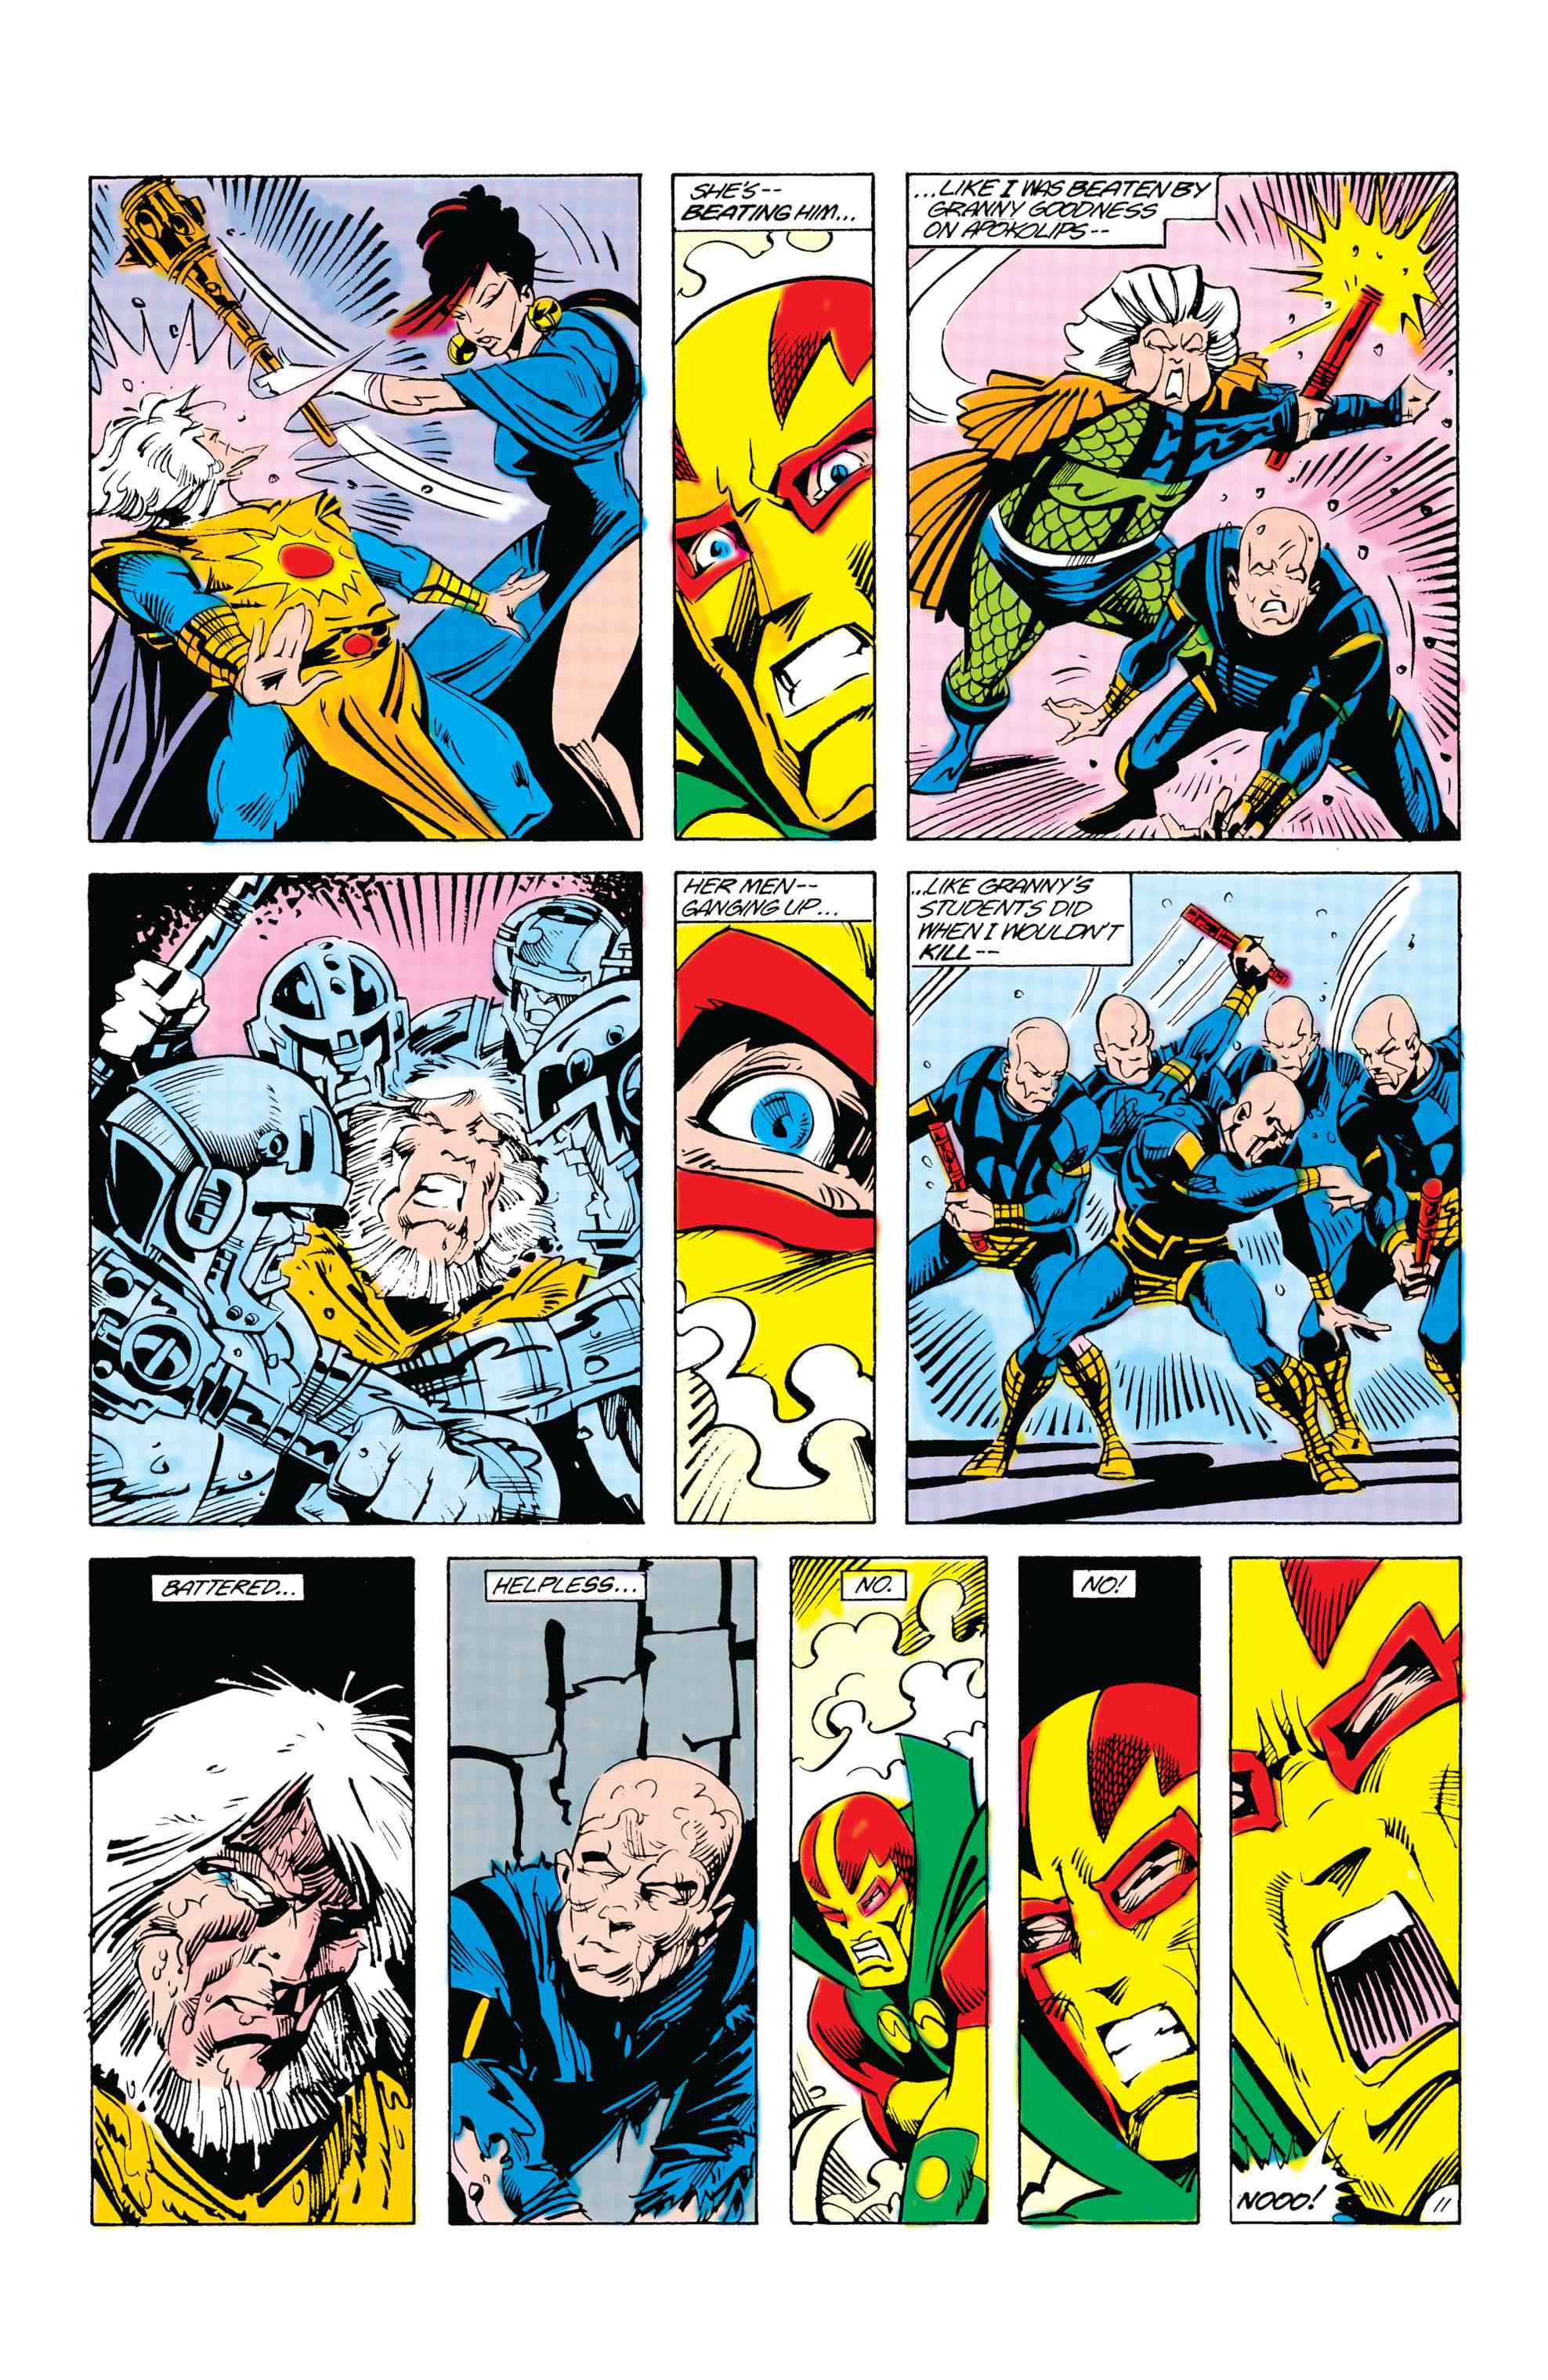 SHE'S--
BEATING HIM...
...LIKE I WAS BEATEN BY
GRANNY GOODNESS
ON APOKOLIPS--
HER MEN--
GANGING UP...
...LIKE GRANNY'S
STUDENTS DID
WHEN I WOULDN'T
KILL--
BATTERED...
HELPLESS...
NO.
NO!
NOOO!
11